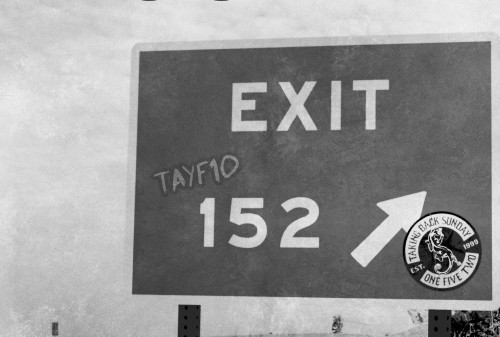 EXIT
TAYF10
152
TAKING BACK SUNDAY
EST. 1999
ONE FIVE TWO